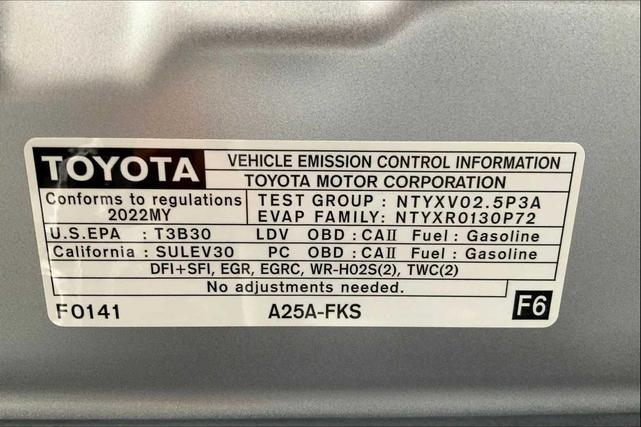 TOYOTA VEHICLE EMISSION CONTROL INFORMATION
TOYOTA MOTOR CORPORATION
Conforms to regulations TEST GROUP : NTYXV02.5P3A
2022MY EVAP FAMILY: NTYXR0130P72
U.S.EPA : T3B30 LDV OBD : CAII Fuel : Gasoline
California : SULEV30 PC OBD : CAII Fuel : Gasoline
DFI+SFI, EGR, EGRC, WR-HO2S(2), TWC(2)
No adjustments needed.
F0141 A25A-FKS F6